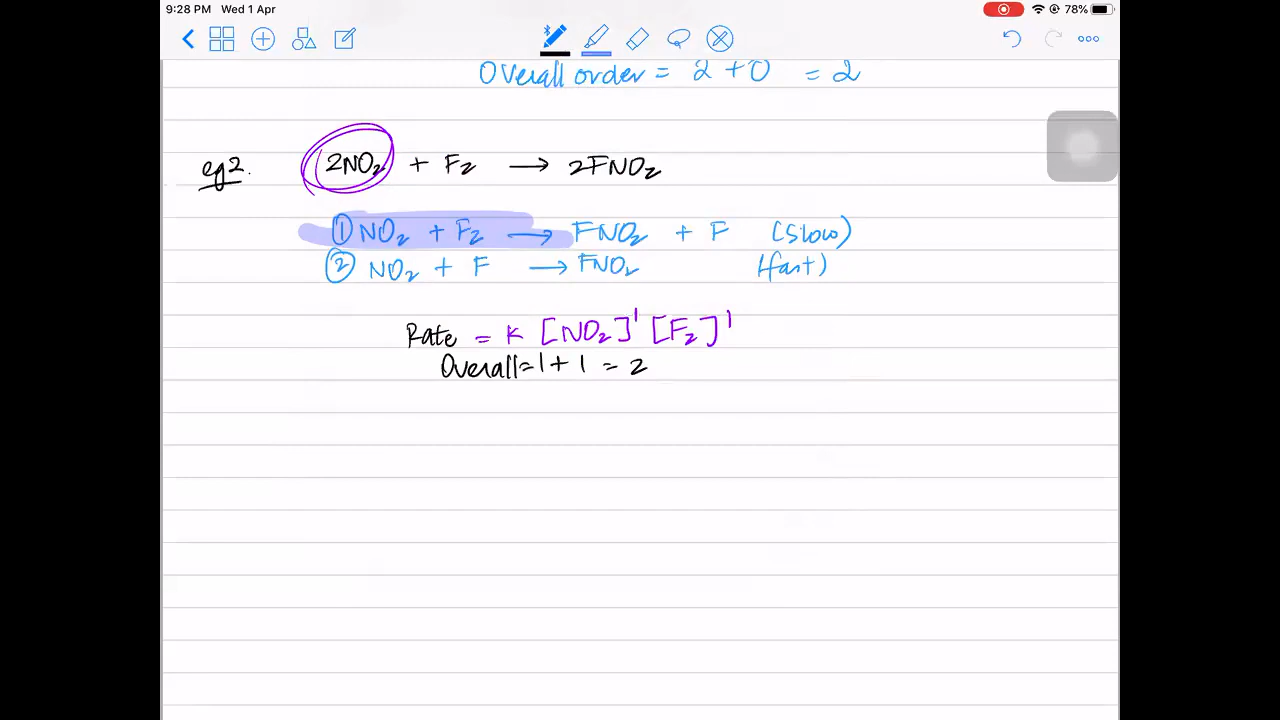 9:28 PM Wed 1 Apr
78%
Overall order = 2 + 0 = 2
eg2. 2NO₂ + F₂ → 2FNO₂
① NO₂ + F₂ → FNO₂ + F (slow)
② NO₂ + F → FNO₂ (fast)
Rate = K [NO₂]¹ [F₂]¹
Overall = 1 + 1 = 2